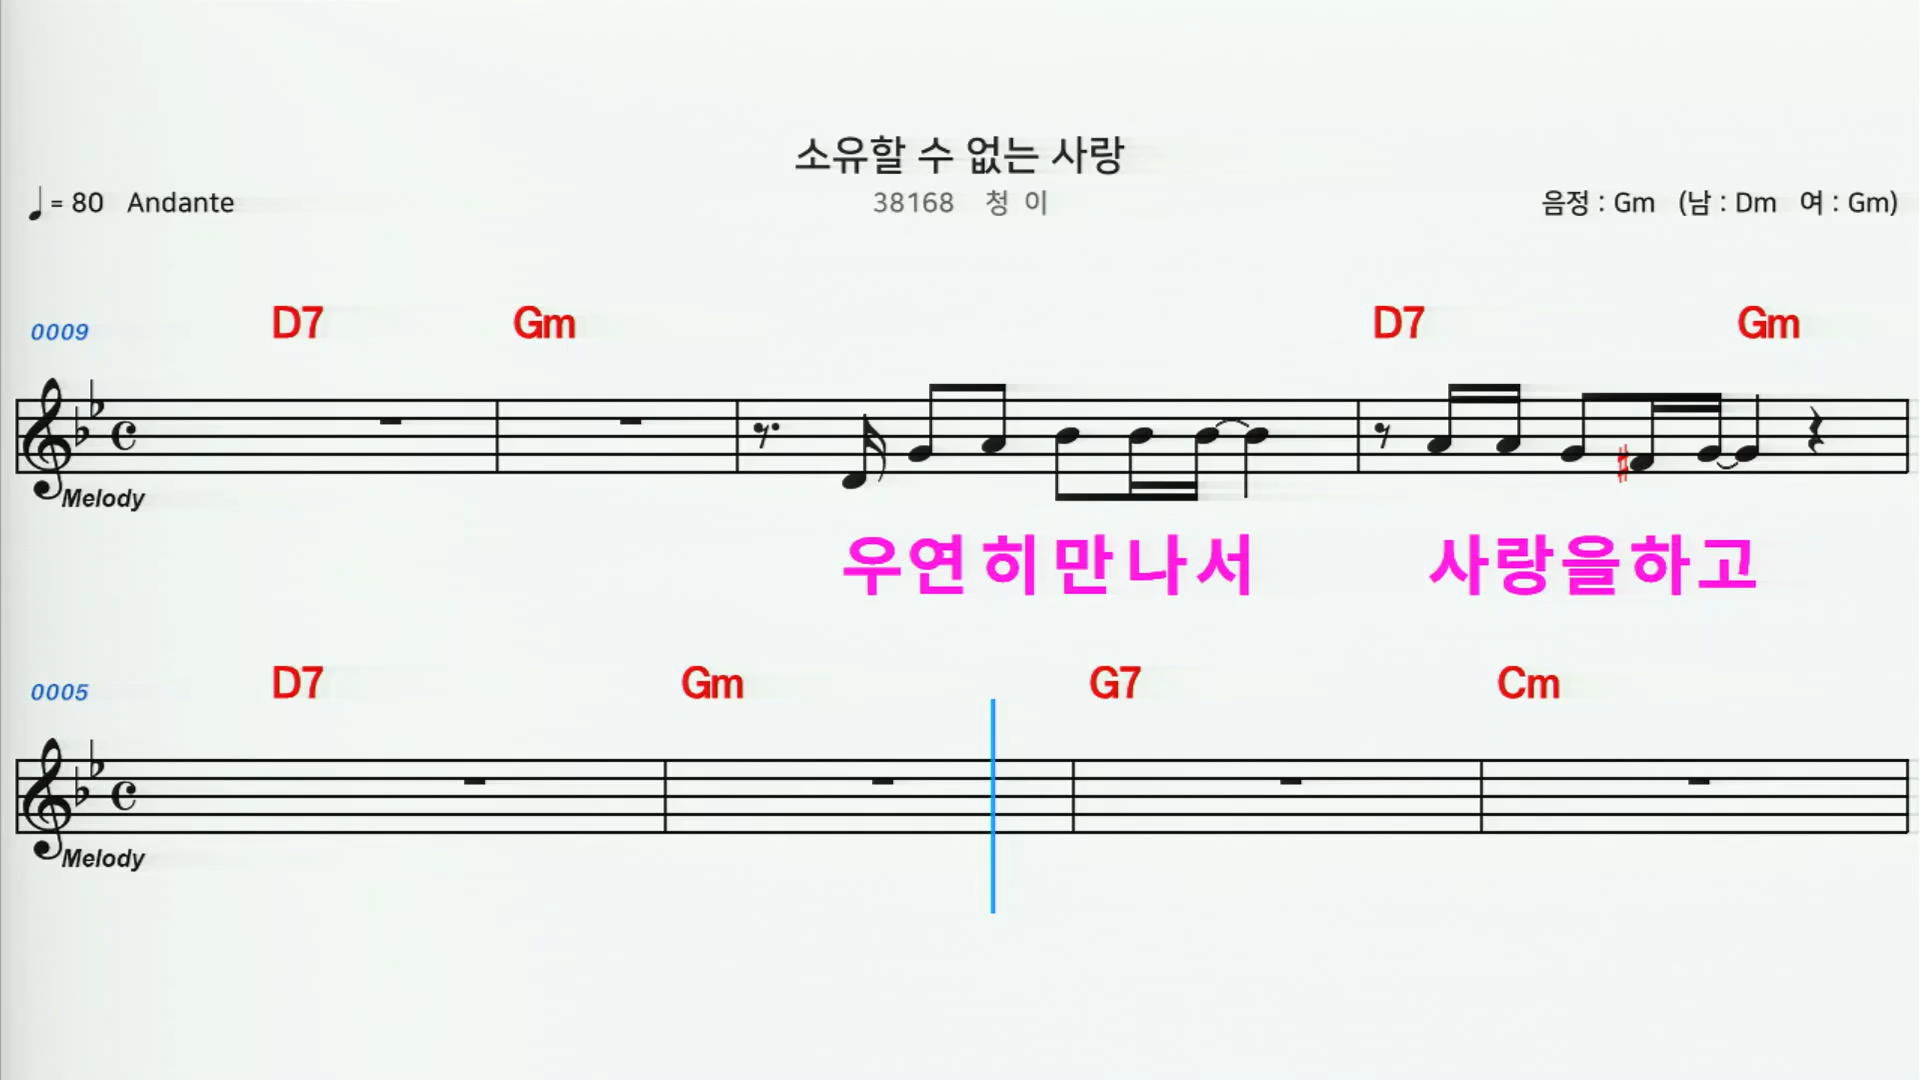 소유할 수 없는 사랑
= 80 Andante 38168 청 이 음정 : Gm (남 : Dm 여 : Gm)
0009 D7 Gm D7 Gm
Melody
우연히만나서 사랑을하고
0005 D7 Gm G7 Cm
Melody